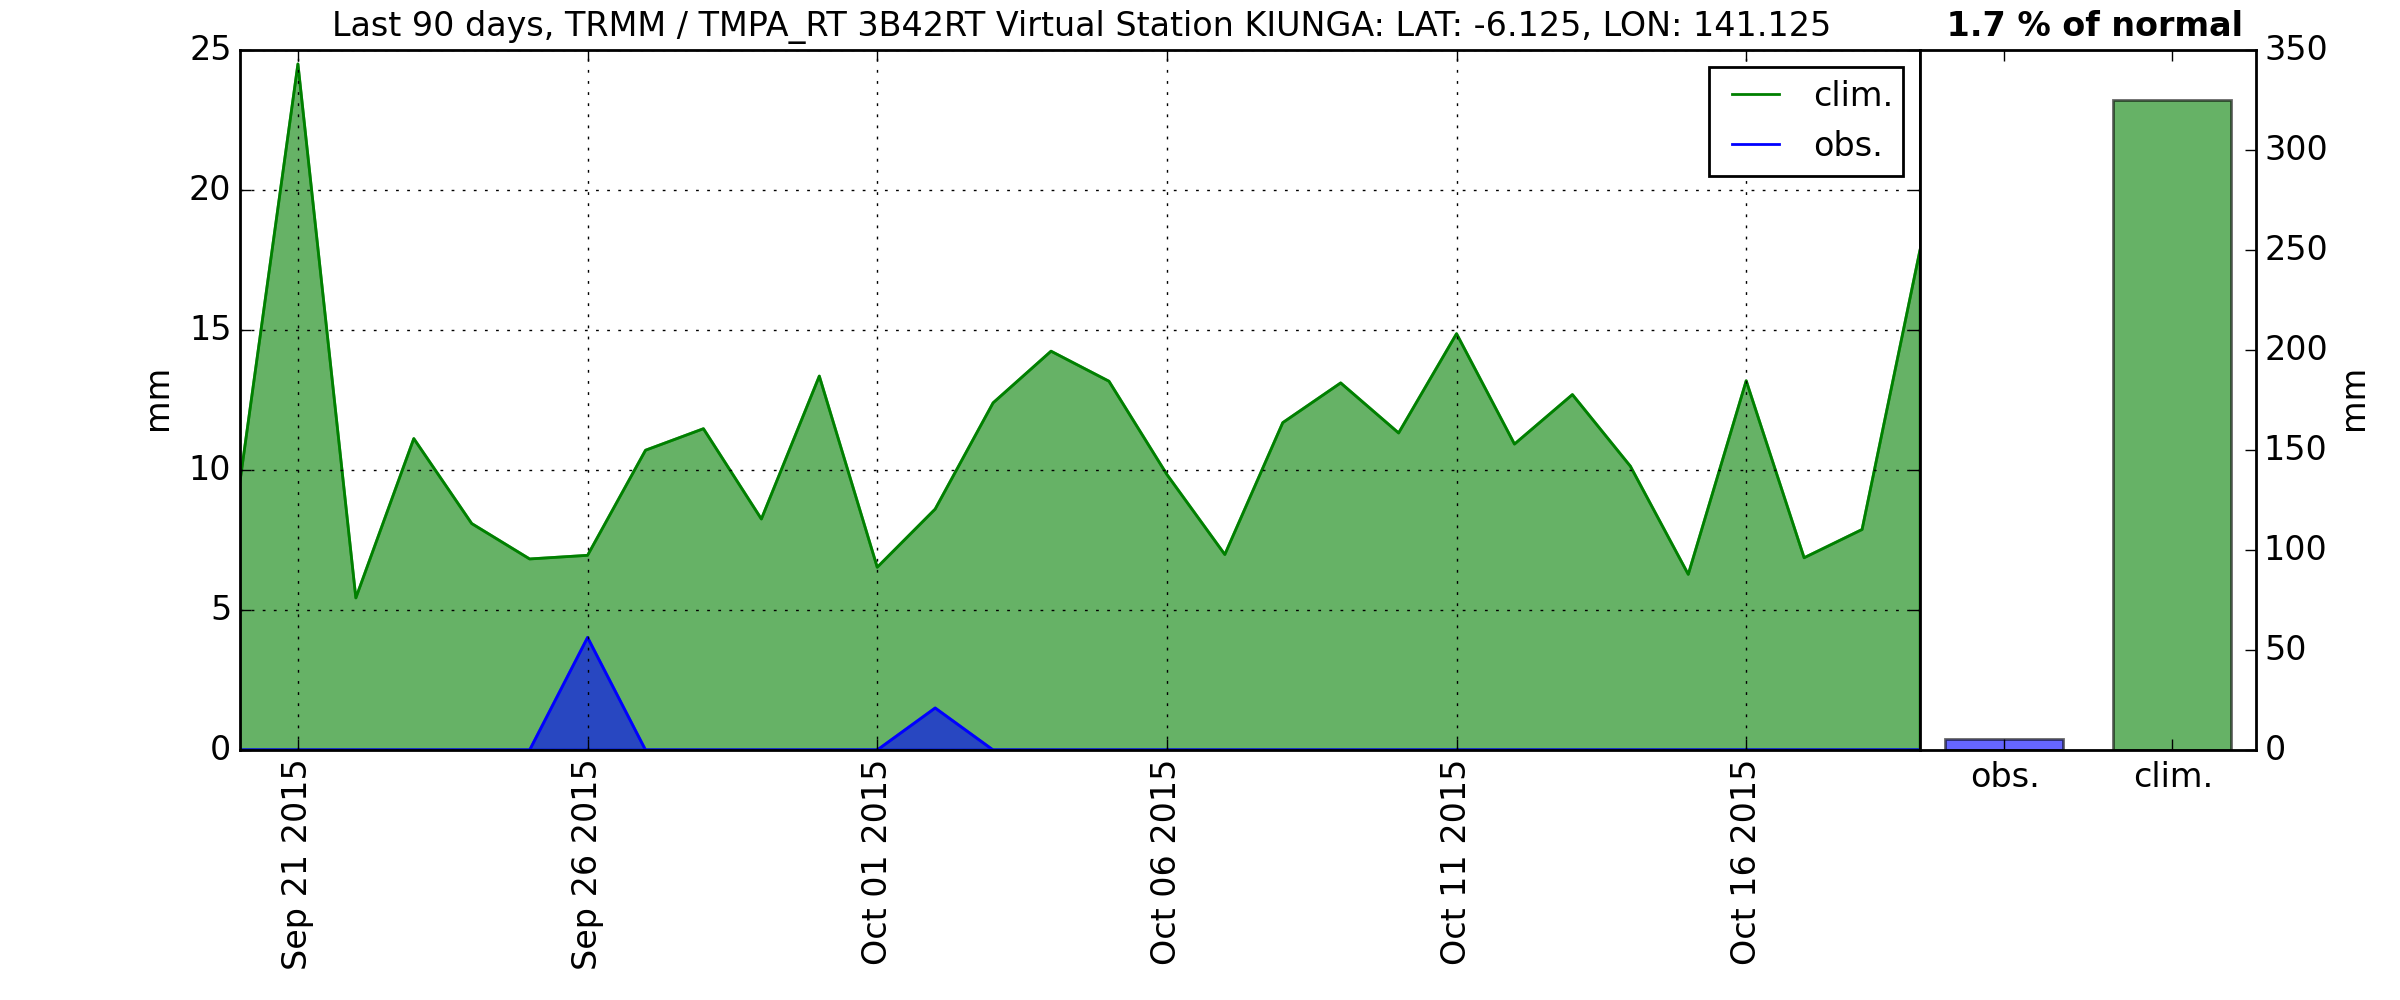 Last 90 days, TRMM / TMPA_RT 3B42RT Virtual Station KIUNGA: LAT: -6.125, LON: 141.125
1.7 % of normal
25
20
15
10
5
0
mm
clim.
obs.
350
300
250
200
150
100
50
0
mm
obs.
clim.
Sep 21 2015
Sep 26 2015
Oct 01 2015
Oct 06 2015
Oct 11 2015
Oct 16 2015